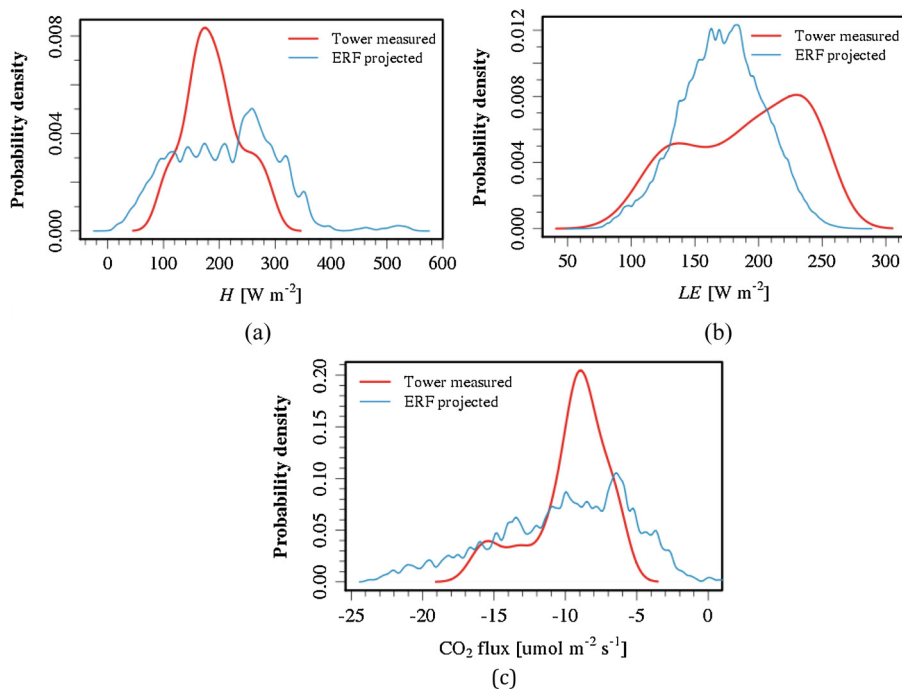 Probability density
0.008
0.004
0.000
Tower measured
ERF projected
0 100 200 300 400 500 600
H [W m-2]
(a)
Probability density
0.012
0.008
0.004
0.000
Tower measured
ERF projected
50 100 150 200 250 300
LE [W m-2]
(b)
Probability density
0.20
0.15
0.10
0.05
0.00
Tower measured
ERF projected
-25 -20 -15 -10 -5 0
CO2 flux [umol m-2 s-1]
(c)